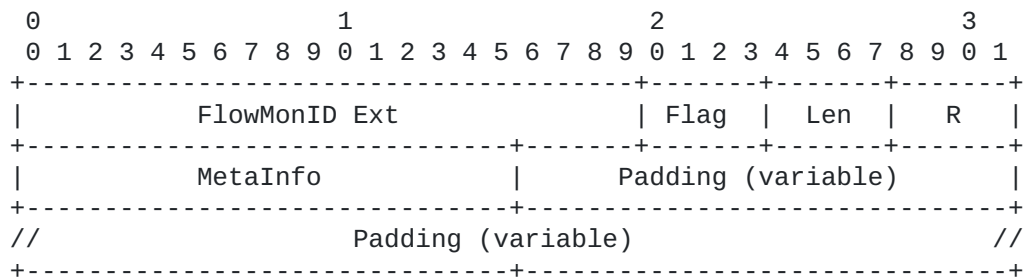 0                   1                   2                   3
 0 1 2 3 4 5 6 7 8 9 0 1 2 3 4 5 6 7 8 9 0 1 2 3 4 5 6 7 8 9 0 1
+---------------------------------------+-------+-------+-------+
|           FlowMonID Ext               | Flag  |  Len  |   R   |
+-------------------------------+-------+-------+-------+-------+
|           MetaInfo            |      Padding (variable)       |
+-------------------------------+-------------------------------+
//                    Padding (variable)                       //
+-------------------------------+-------------------------------+